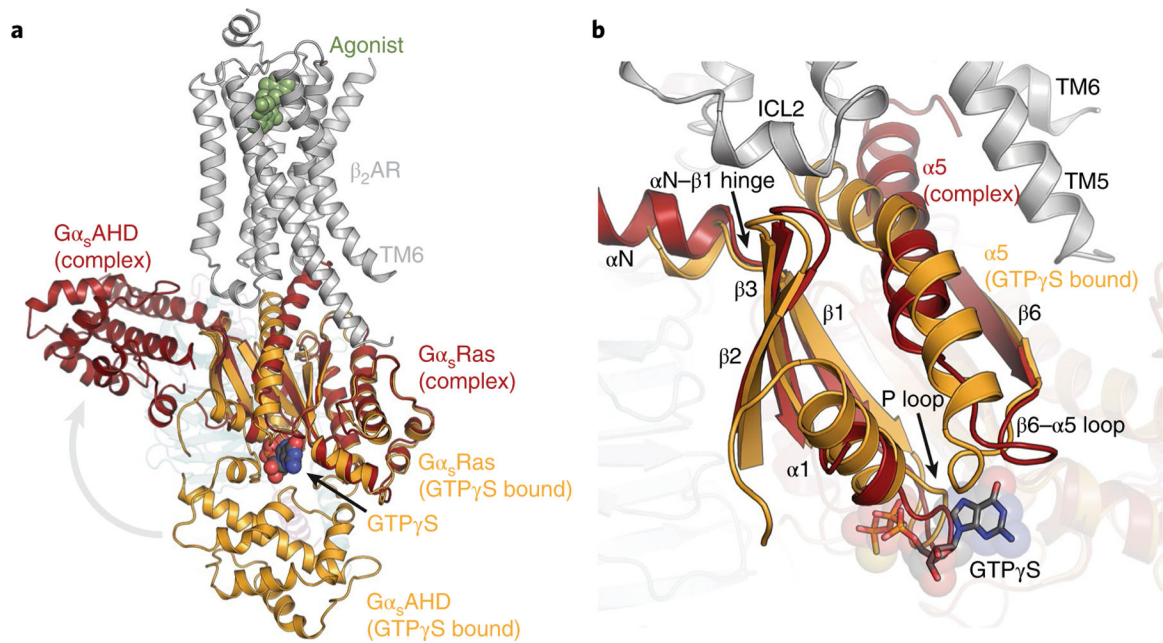 a
Agonist
β₂AR
GαₛAHD
(complex)
TM6
GαₛRas
(complex)
GαₛRas
(GTPγS bound)
GTPγS
GαₛAHD
(GTPγS bound)
b
TM6
ICL2
α5
(complex)
αN–β1 hinge
TM5
αN
α5
(GTPγS bound)
β3
β1
β6
β2
P loop
β6–α5 loop
α1
GTPγS